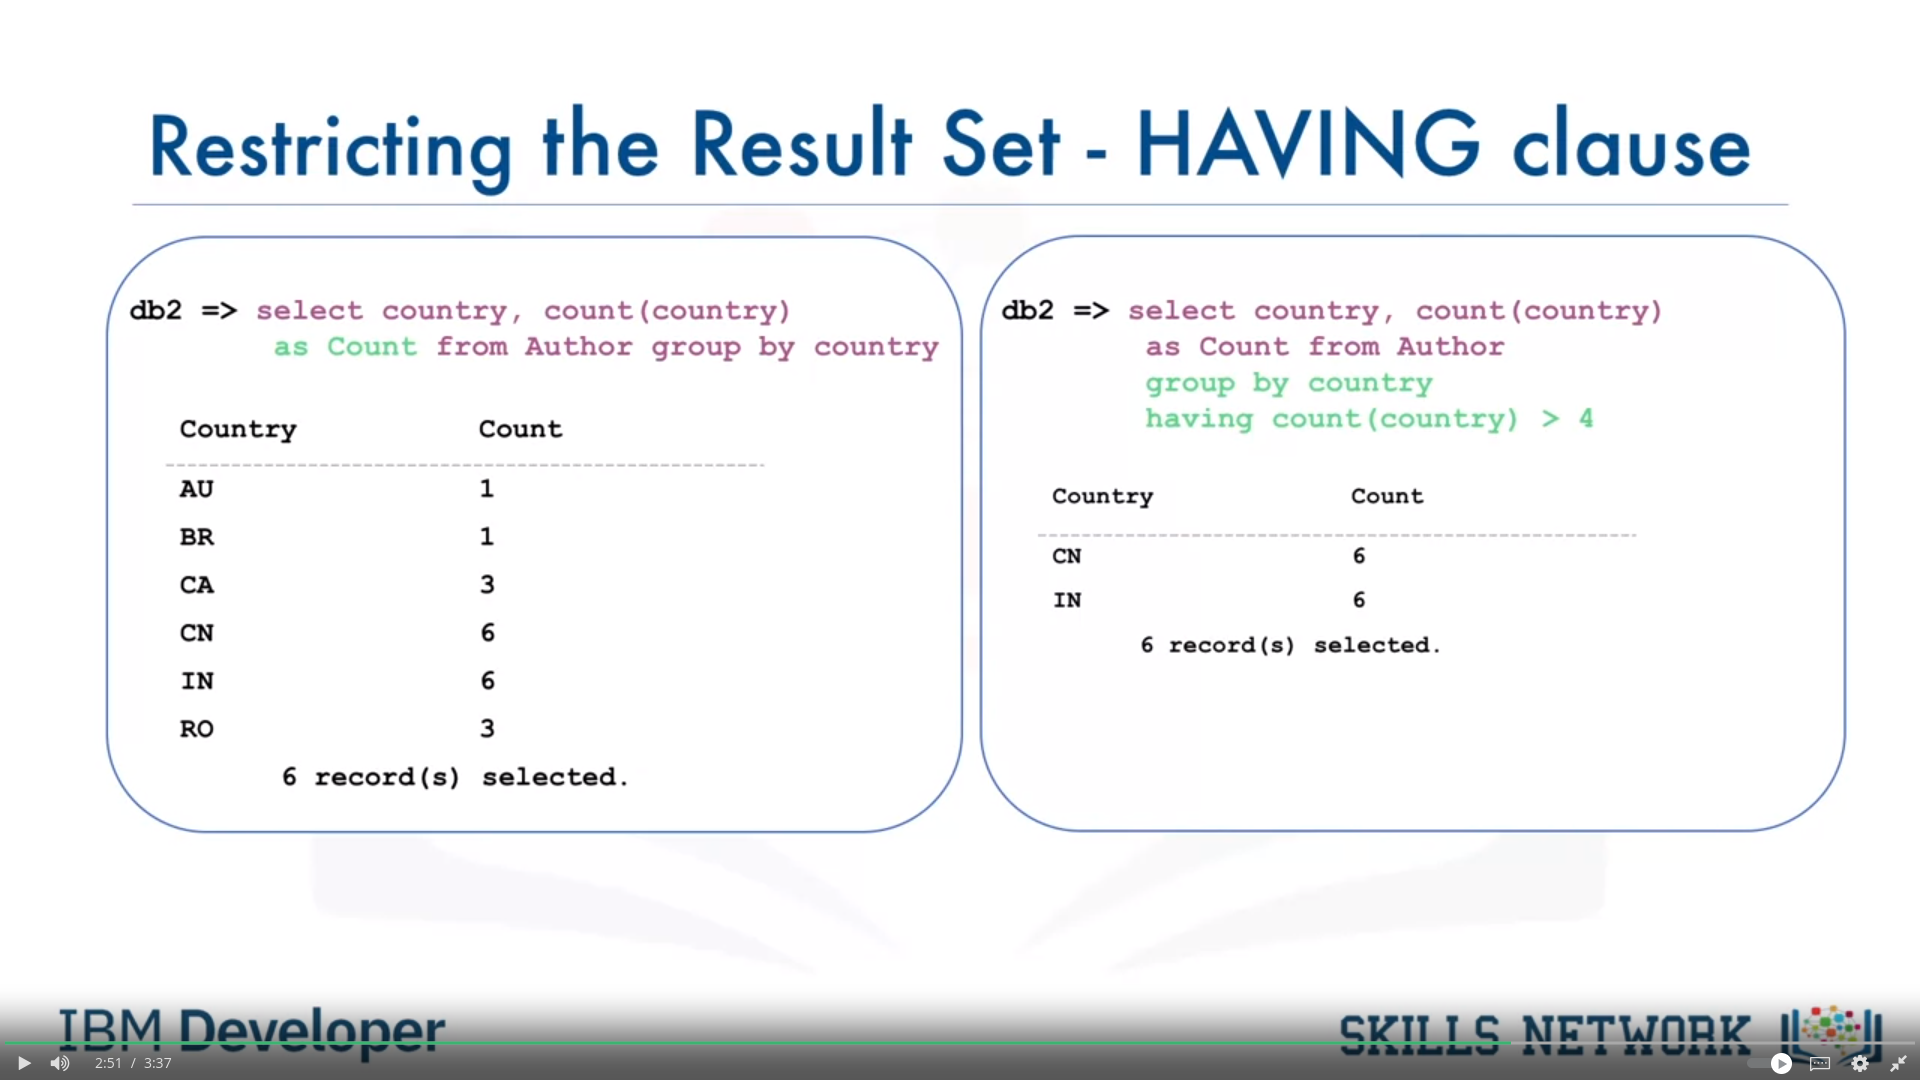 Restricting the Result Set - HAVING clause
db2 => select country, count(country)
as Count from Author group by country
Country Count
AU 1
BR 1
CA 3
CN 6
IN 6
RO 3
6 record(s) selected.
db2 => select country, count(country)
as Count from Author
group by country
having count(country) > 4
Country Count
CN 6
IN 6
6 record(s) selected.
IBM Developer
SKILLS NETWORK
2:51 / 3:37